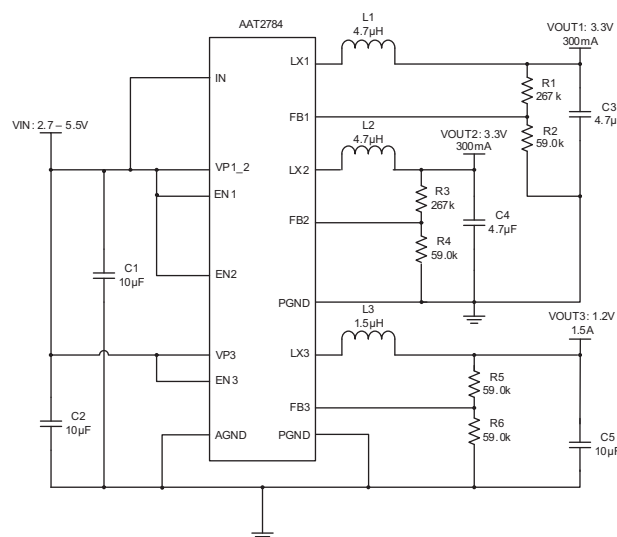 AAT2784
L1
4.7µH
VOUT1: 3.3V
300mA
LX1
IN
R1
267 k
C3
4.7µ
VIN: 2.7 – 5.5V
FB1
L2
4.7µH
VOUT2: 3.3V
300mA
R2
59.0k
VP1_2
LX2
EN1
R3
267k
FB2
C4
4.7µF
R4
59.0k
C1
10µF
EN2
PGND
L3
1.5µH
VOUT3: 1.2V
1.5A
VP3
LX3
EN3
R5
59.0k
FB3
C2
10µF
R6
59.0k
AGND
PGND
C5
10µF